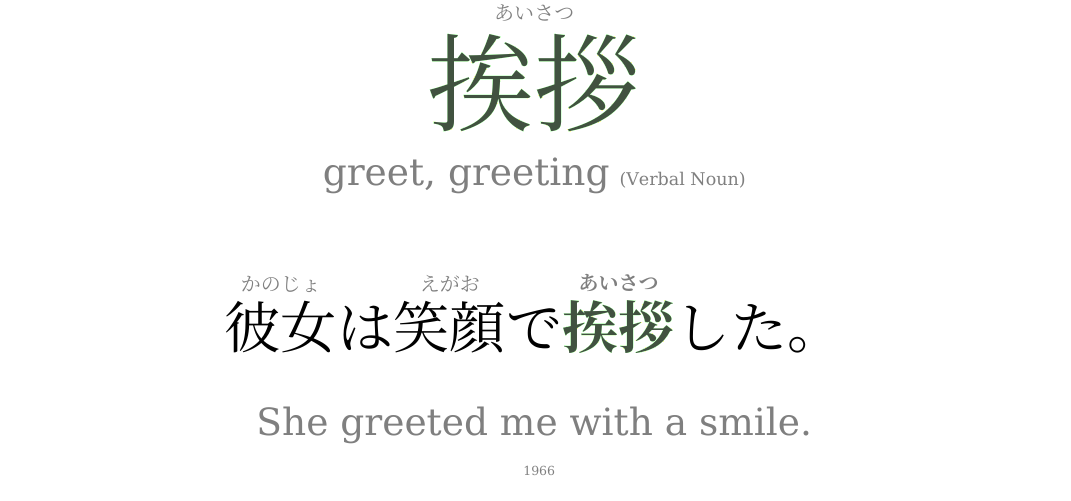 あいさつ
挨拶
greet, greeting (Verbal Noun)
かのじょ えがお あいさつ
彼女は笑顔で挨拶した。
She greeted me with a smile.
1966